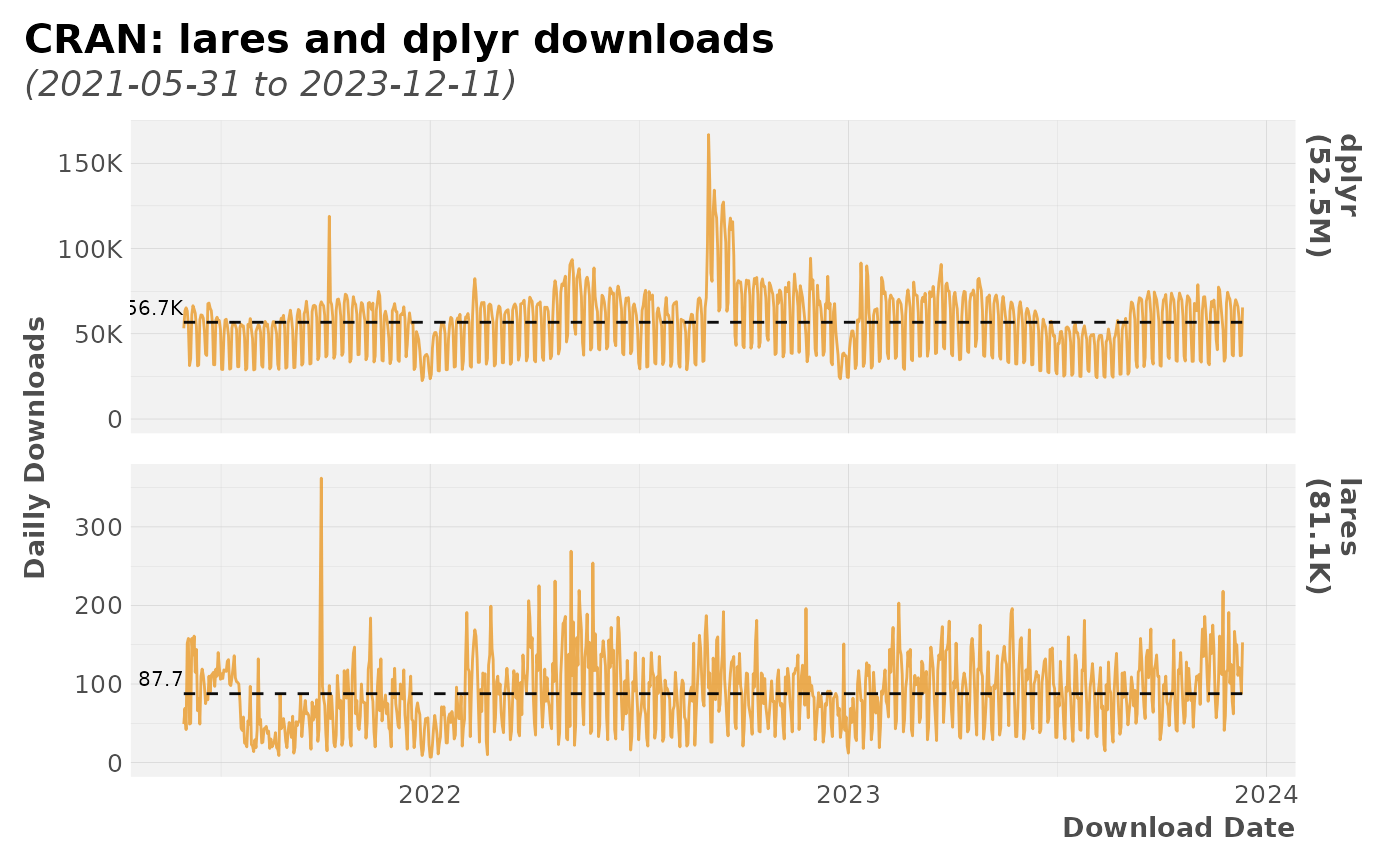 CRAN: lares and dplyr downloads
(2021-05-31 to 2023-12-11)
Dailly Downloads
150K
100K
56.7K
50K
0
dplyr
(52.5M)
300
200
87.7
100
0
lares
(81.1K)
2022
2023
2024
Download Date